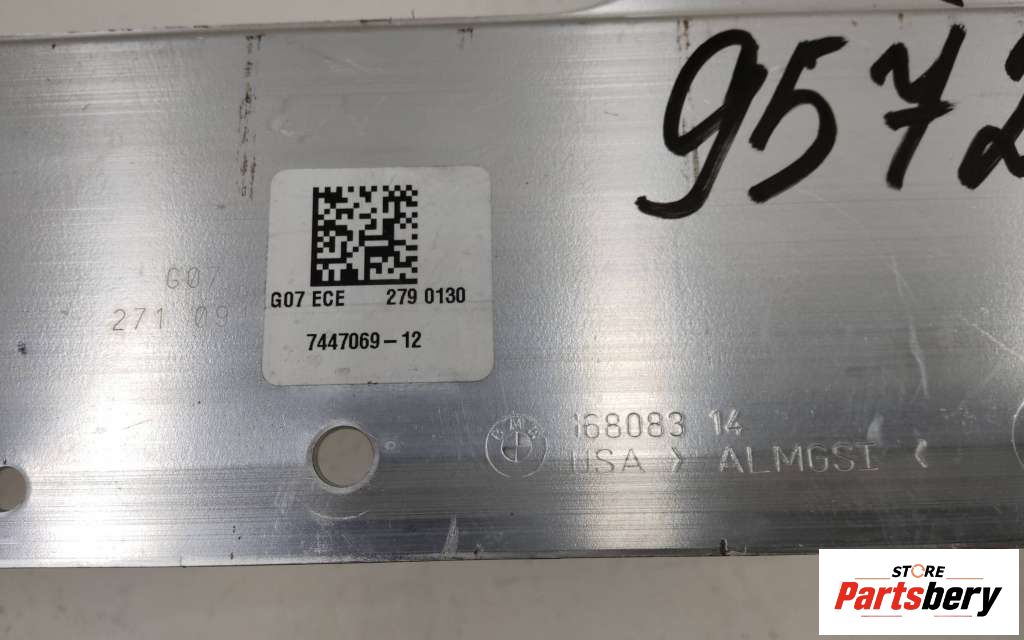 9572
G07 ECE 279 0130
7447069-12
G07
271 09
BMW
168083 14
USA > ALMGSI <
STORE
Partsbery